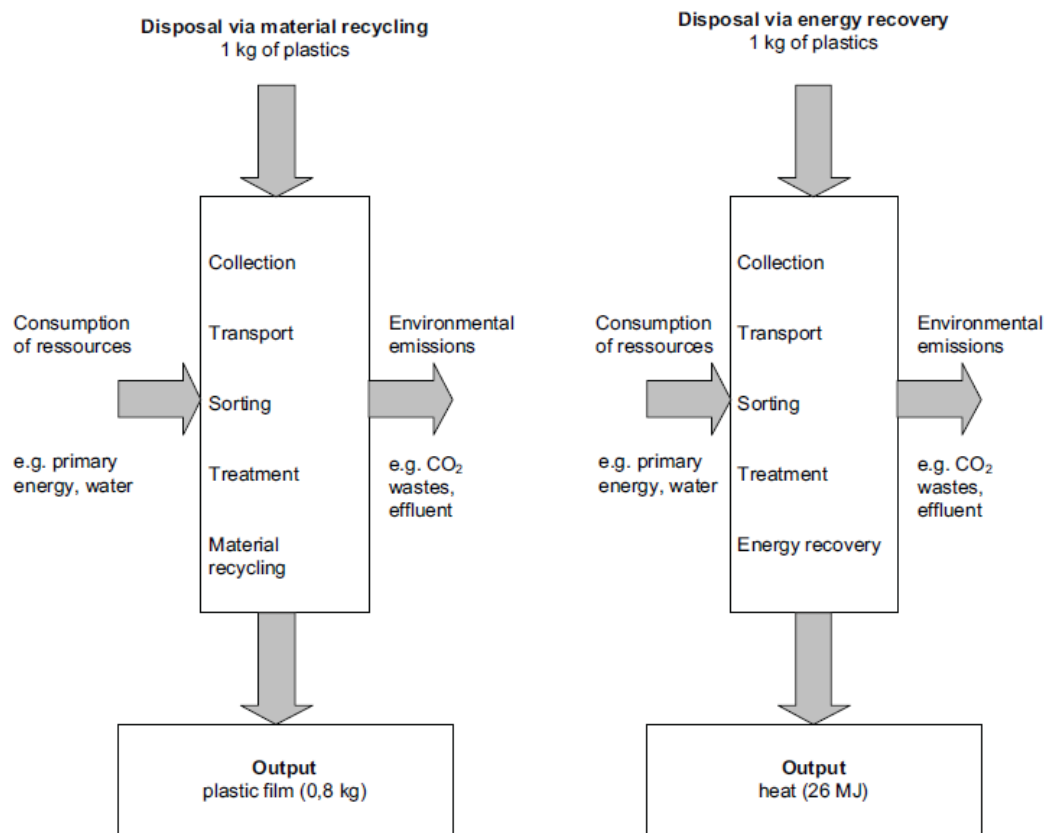 Disposal via material recycling
1 kg of plastics
Collection
Transport
Sorting
Treatment
Material
recycling
Consumption
of ressources
e.g. primary
energy, water
Environmental
emissions
e.g. CO₂
wastes,
effluent
Output
plastic film (0,8 kg)
Disposal via energy recovery
1 kg of plastics
Collection
Transport
Sorting
Treatment
Energy recovery
Consumption
of ressources
e.g. primary
energy, water
Environmental
emissions
e.g. CO₂
wastes,
effluent
Output
heat (26 MJ)